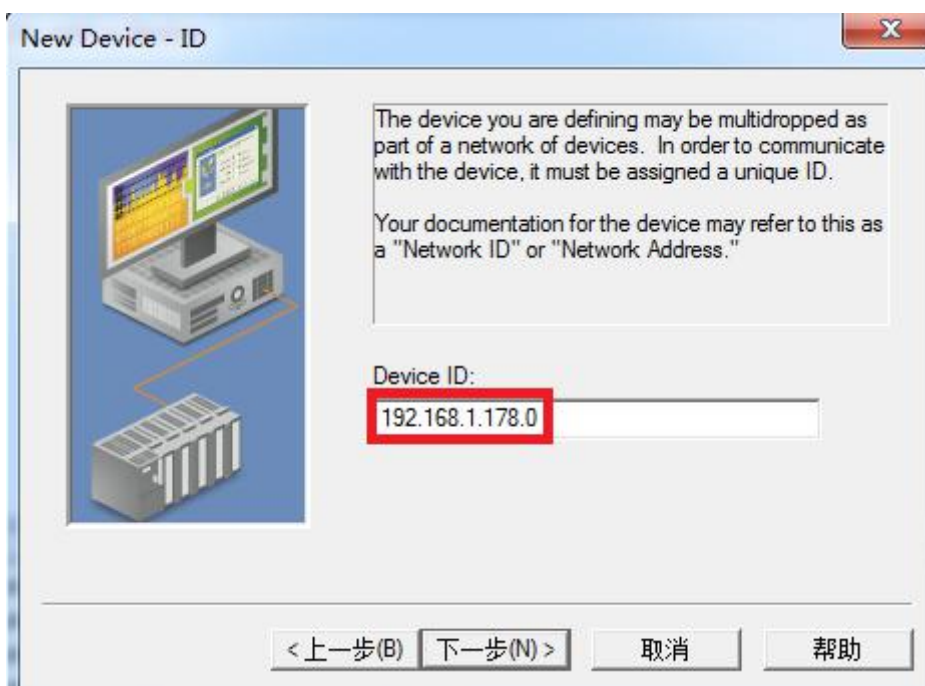 New Device - ID
The device you are defining may be multidropped as
part of a network of devices.  In order to communicate
with the device, it must be assigned a unique ID.
Your documentation for the device may refer to this as
a "Network ID" or "Network Address."
Device ID:
192.168.1.178.0
<上一步(B) 下一步(N)> 取消 帮助